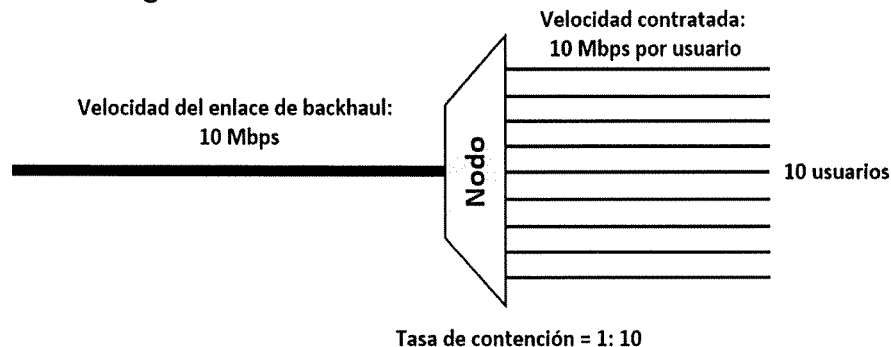 Velocidad contratada:
10 Mbps por usuario
Velocidad del enlace de backhaul:
10 Mbps
Nodo
10 usuarios
Tasa de contención = 1: 10